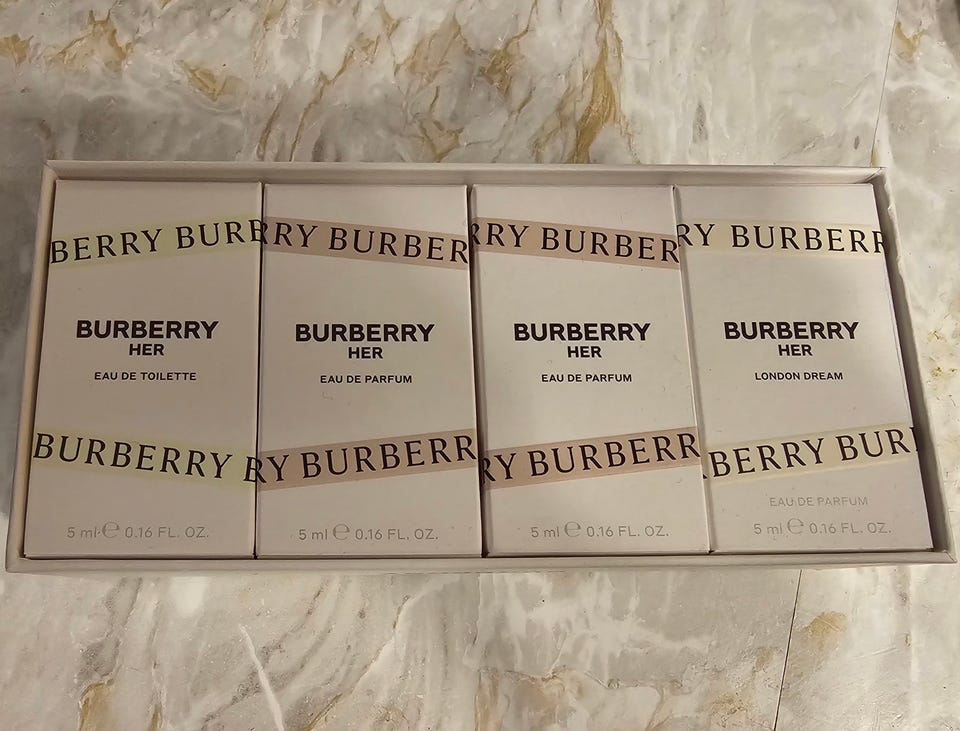 BERRY BURB
BURBERRY
HER
EAU DE TOILETTE
BURBERRY B
5 ml ℮ 0.16 FL. OZ.
RRY BURBER
BURBERRY
HER
EAU DE PARFUM
RY BURBERR
5 ml ℮ 0.16 FL. OZ.
RRY BURBER
BURBERRY
HER
EAU DE PARFUM
RY BURBERR
5 ml ℮ 0.16 FL. OZ.
RY BURBERR
BURBERRY
HER
LONDON DREAM
BERRY BUR
EAU DE PARFUM
5 ml ℮ 0.16 FL. OZ.